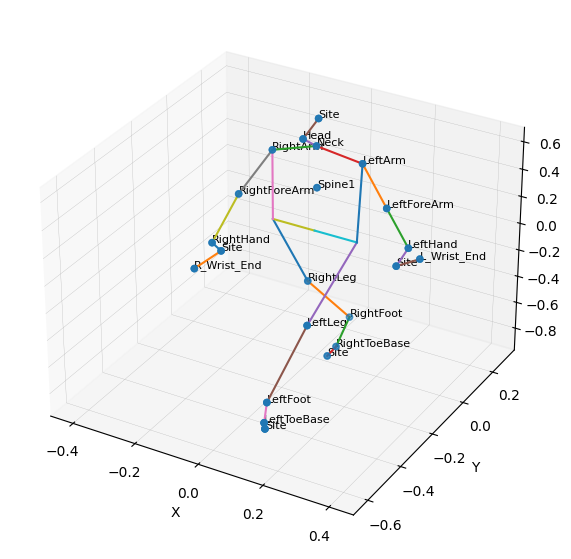 Site
Head
Neck
RightArm
LeftArm
Spine1
RightForeArm
LeftForeArm
RightHand
Site
LeftHand
L_Wrist_End
Site
R_Wrist_End
RightLeg
RightFoot
LeftLeg
RightToeBase
Site
LeftFoot
LeftToeBase
Site
0.6
0.4
0.2
0.0
−0.2
−0.4
−0.6
−0.8
0.2
0.0
−0.2
−0.4
−0.6
Y
−0.4
−0.2
0.0
0.2
0.4
X